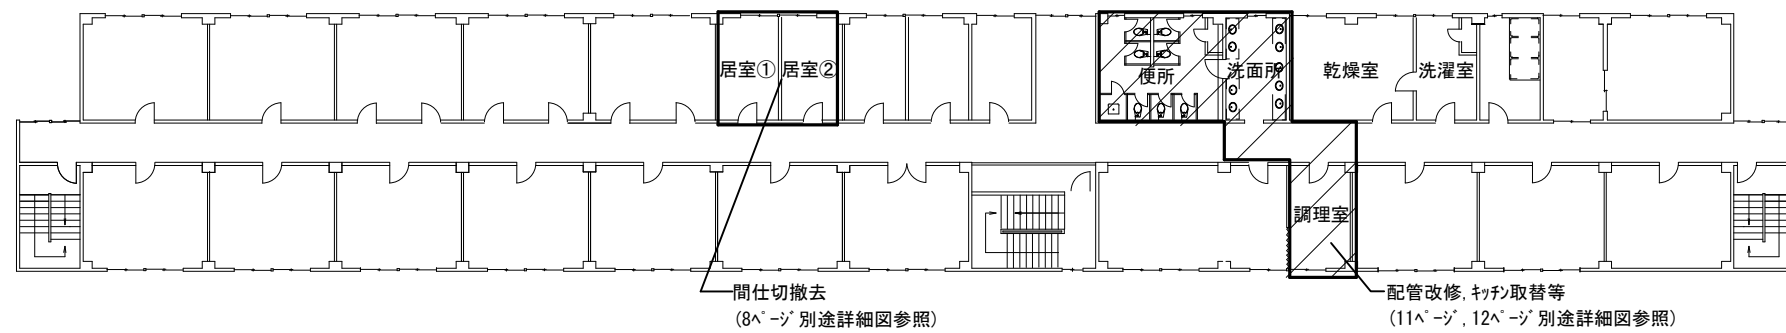 居室① 居室②
便所
洗面所
乾燥室
洗濯室
調理室
間仕切撤去
(8ﾍﾟｰｼﾞ別途詳細図参照)
配管改修,ｷｯﾁﾝ取替等
(11ﾍﾟｰｼﾞ,12ﾍﾟｰｼﾞ別途詳細図参照)